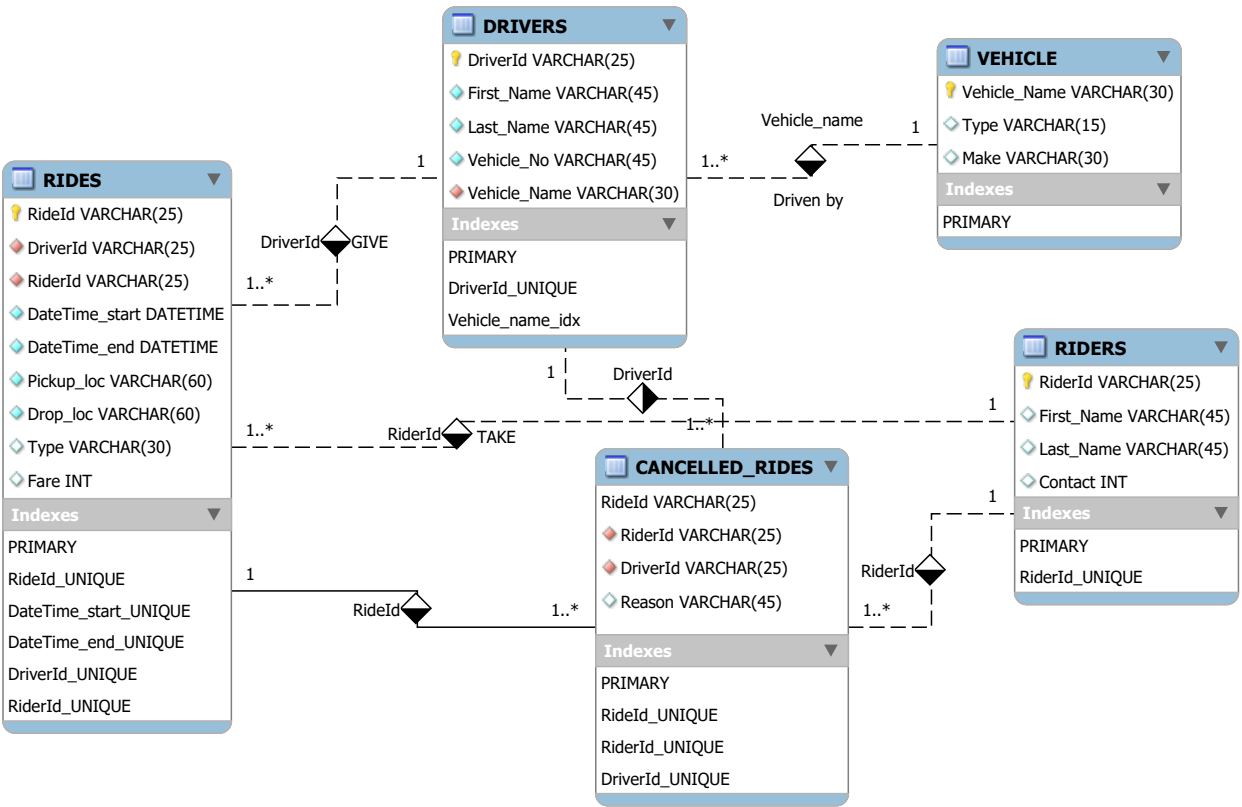 DRIVERS
DriverId VARCHAR(25)
First_Name VARCHAR(45)
Last_Name VARCHAR(45)
Vehicle_No VARCHAR(45)
Vehicle_Name VARCHAR(30)
Indexes
PRIMARY
DriverId_UNIQUE
Vehicle_name_idx
VEHICLE
Vehicle_Name VARCHAR(30)
Type VARCHAR(15)
Make VARCHAR(30)
Indexes
PRIMARY
Vehicle_name
1
1..*
Driven by
RIDES
RideId VARCHAR(25)
DriverId VARCHAR(25)
RiderId VARCHAR(25)
DateTime_start DATETIME
DateTime_end DATETIME
Pickup_loc VARCHAR(60)
Drop_loc VARCHAR(60)
Type VARCHAR(30)
Fare INT
Indexes
PRIMARY
RideId_UNIQUE
DateTime_start_UNIQUE
DateTime_end_UNIQUE
DriverId_UNIQUE
RiderId_UNIQUE
1
DriverId GIVE
1..*
1
DriverId
1..*
1..*
RiderId TAKE
1
RIDERS
RiderId VARCHAR(25)
First_Name VARCHAR(45)
Last_Name VARCHAR(45)
Contact INT
Indexes
PRIMARY
RiderId_UNIQUE
CANCELLED_RIDES
RideId VARCHAR(25)
RiderId VARCHAR(25)
DriverId VARCHAR(25)
Reason VARCHAR(45)
Indexes
PRIMARY
RideId_UNIQUE
RiderId_UNIQUE
DriverId_UNIQUE
1
RideId
1..*
1
RiderId
1..*